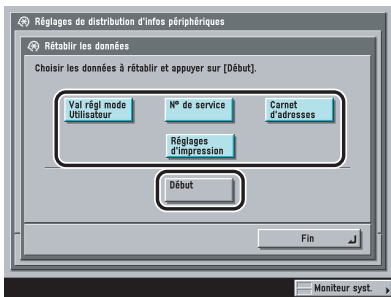 Réglages de distribution d'infos périphériques
Rétablir les données
Choisir les données à rétablir et appuyer sur [Début].
Val régl mode
Utilisateur
Nº de service
Carnet
d'adresses
Réglages
d'impression
Début
Fin
Moniteur syst.